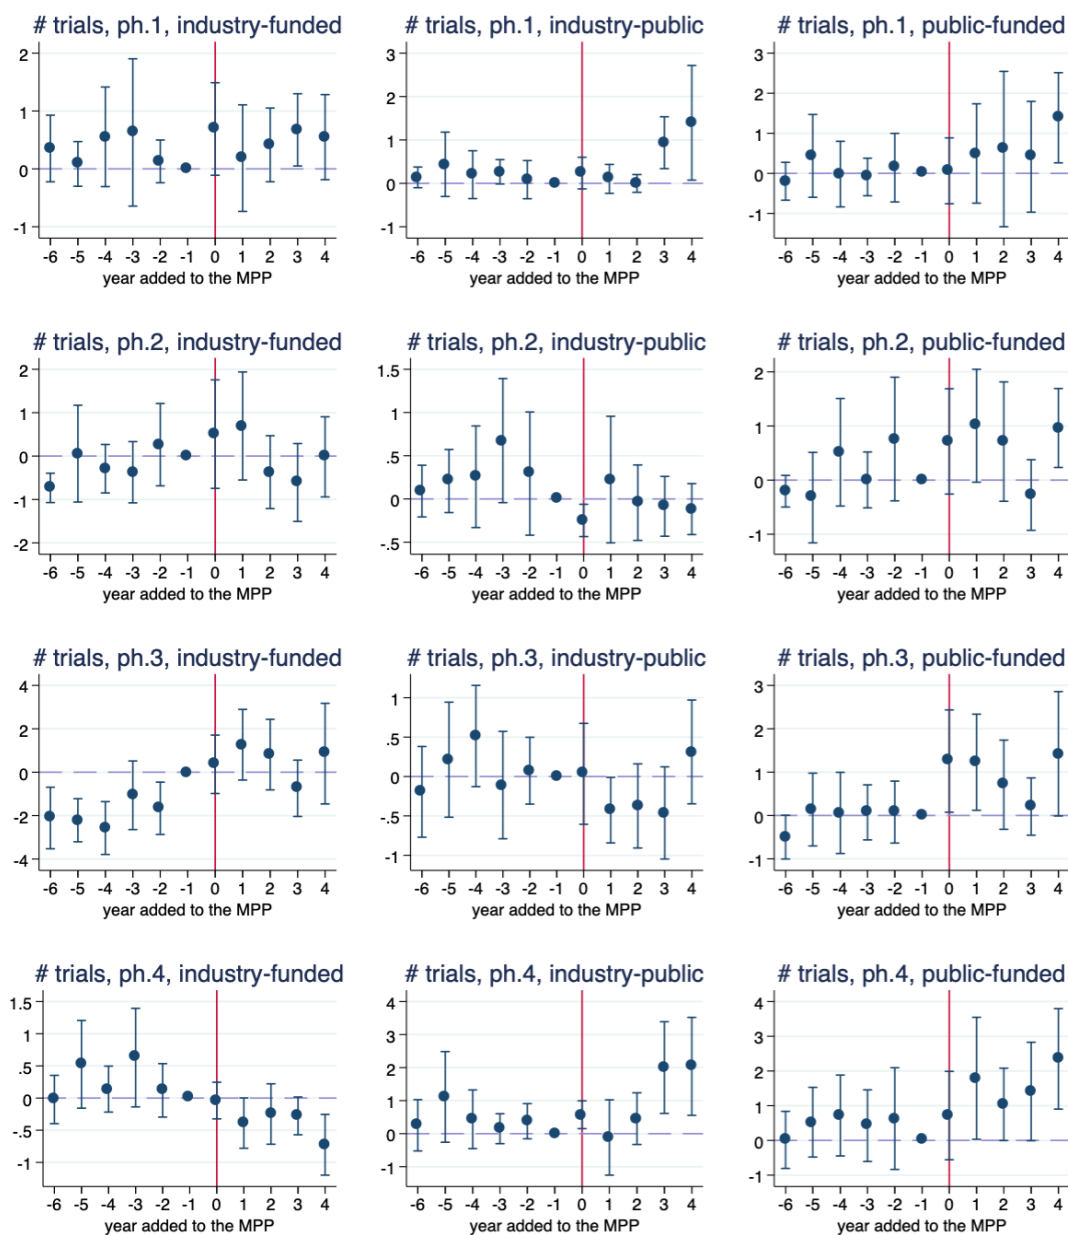 # trials, ph.1, industry-funded
2
1
0
-1
-6 -5 -4 -3 -2 -1 0 1 2 3 4
year added to the MPP
# trials, ph.1, industry-public
3
2
1
0
-1
-6 -5 -4 -3 -2 -1 0 1 2 3 4
year added to the MPP
# trials, ph.1, public-funded
3
2
1
0
-1
-6 -5 -4 -3 -2 -1 0 1 2 3 4
year added to the MPP
# trials, ph.2, industry-funded
2
1
0
-1
-2
-6 -5 -4 -3 -2 -1 0 1 2 3 4
year added to the MPP
# trials, ph.2, industry-public
1.5
1
.5
0
-.5
-6 -5 -4 -3 -2 -1 0 1 2 3 4
year added to the MPP
# trials, ph.2, public-funded
2
1
0
-1
-6 -5 -4 -3 -2 -1 0 1 2 3 4
year added to the MPP
# trials, ph.3, industry-funded
4
2
0
-2
-4
-6 -5 -4 -3 -2 -1 0 1 2 3 4
year added to the MPP
# trials, ph.3, industry-public
1
.5
0
-.5
-1
-6 -5 -4 -3 -2 -1 0 1 2 3 4
year added to the MPP
# trials, ph.3, public-funded
3
2
1
0
-1
-6 -5 -4 -3 -2 -1 0 1 2 3 4
year added to the MPP
# trials, ph.4, industry-funded
1.5
1
.5
0
-.5
-1
-6 -5 -4 -3 -2 -1 0 1 2 3 4
year added to the MPP
# trials, ph.4, industry-public
4
3
2
1
0
-1
-6 -5 -4 -3 -2 -1 0 1 2 3 4
year added to the MPP
# trials, ph.4, public-funded
4
3
2
1
0
-1
-6 -5 -4 -3 -2 -1 0 1 2 3 4
year added to the MPP